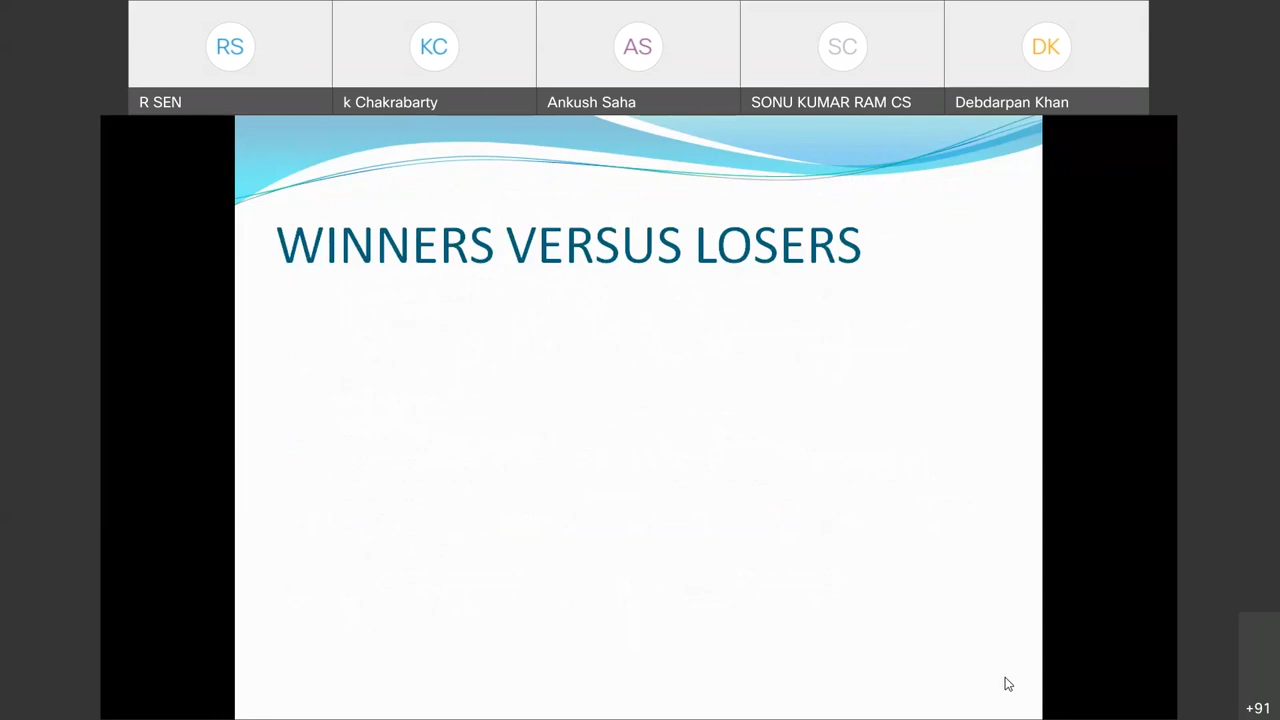 RS
KC
AS
SC
DK
R SEN
k Chakrabarty
Ankush Saha
SONU KUMAR RAM CS
Debdarpan Khan
WINNERS VERSUS LOSERS
+91